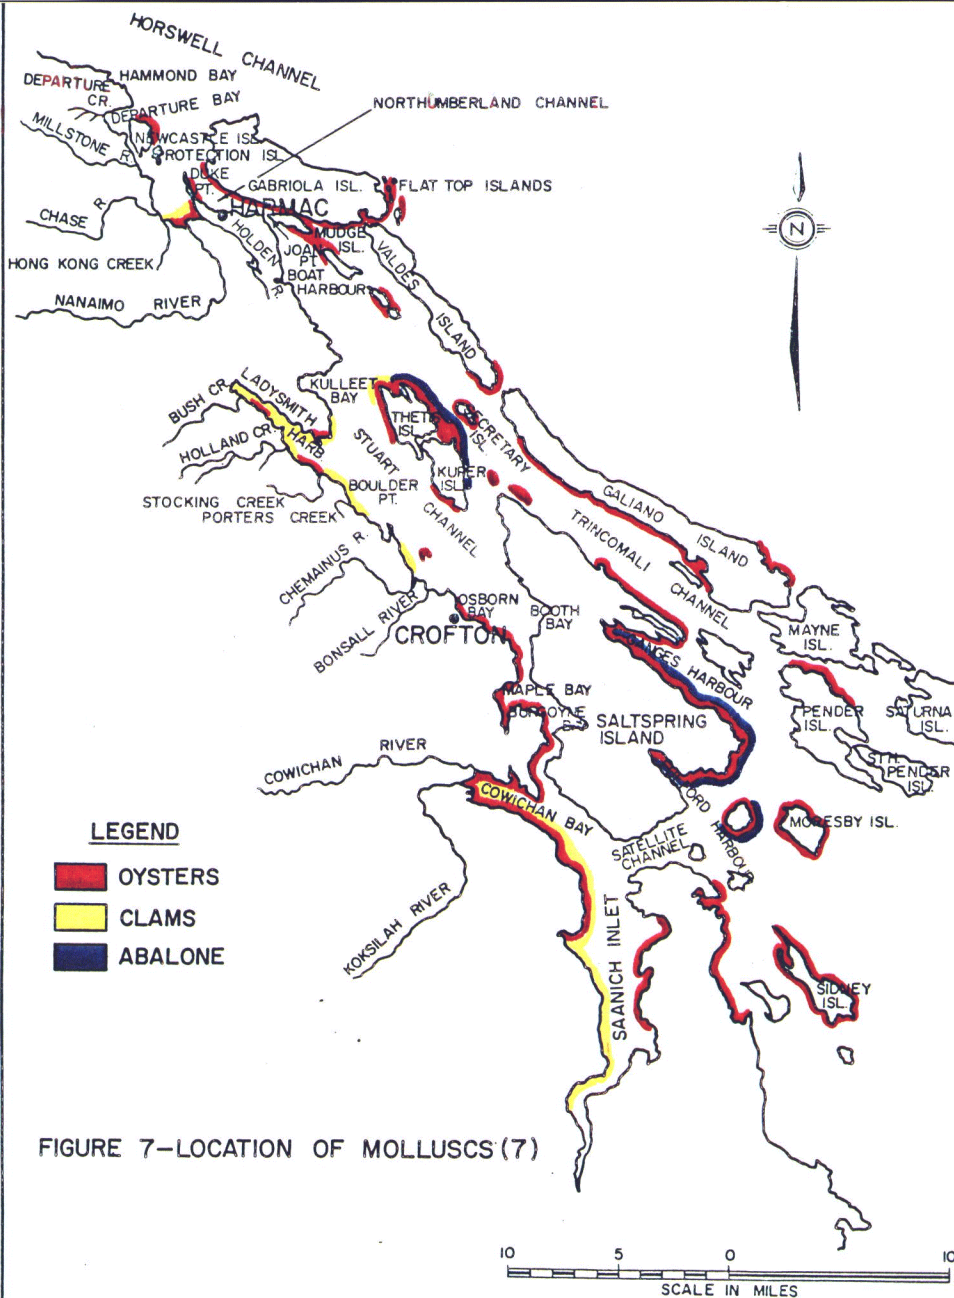 HORSWELL CHANNEL
HAMMOND BAY
DEPARTURE
CR.
DEPARTURE BAY
NORTHUMBERLAND CHANNEL
MILLSTONE R.
NEWCASTLE ISL.
PROTECTION ISL.
DUKE
PT.
GABRIOLA ISL.
FLAT TOP ISLANDS
HARMAC
CHASE R.
HOLDEN
R.
MUDGE
ISL.
JOAN
PT.
BOAT
HARBOUR
VALDES
ISLAND
N
HONG KONG CREEK
NANAIMO RIVER
KULLEET
BAY
LADYSMITH
HARB
BUSH CR.
HOLLAND CR.
THETIS
ISL.
SECRETARY
ISL.
STUART
CHANNEL
KUPER
ISL.
BOULDER
PT.
STOCKING CREEK
PORTERS CREEK
GALIANO
ISLAND
TRINCOMALI
CHANNEL
CHEMAINUS R.
BONSALL RIVER
OSBORN
BAY
CROFTON
BOOTH
BAY
MAYNE
ISL.
GANGES HARBOUR
MAPLE BAY
BURGOYNE
SALTSPRING
ISLAND
PENDER
ISL.
SATURNA
ISL.
STH.
PENDER
ISL.
COWICHAN RIVER
COWICHAN BAY
FULFORD HARBOUR
MORESBY ISL.
SATELLITE
CHANNEL
KOKSILAH RIVER
SAANICH INLET
SIDNEY
ISL.
LEGEND
OYSTERS
CLAMS
ABALONE
FIGURE 7-LOCATION OF MOLLUSCS (7)
10 5 0 10
SCALE IN MILES